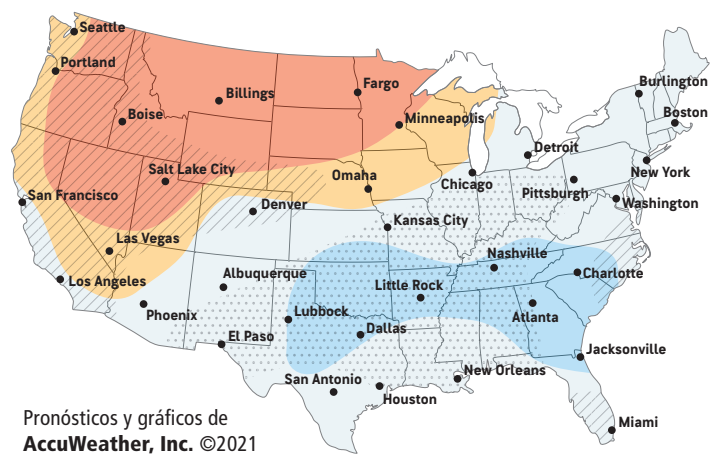 Seattle
Portland
Billings
Fargo
Boise
Minneapolis
Burlington
Boston
Detroit
New York
Salt Lake City
Omaha
Chicago
Pittsburgh
Washington
San Francisco
Denver
Kansas City
Las Vegas
Nashville
Albuquerque
Charlotte
Los Angeles
Little Rock
Phoenix
Lubbock
Atlanta
El Paso
Dallas
Jacksonville
San Antonio
New Orleans
Houston
Miami
Pronósticos y gráficos de
AccuWeather, Inc. ©2021